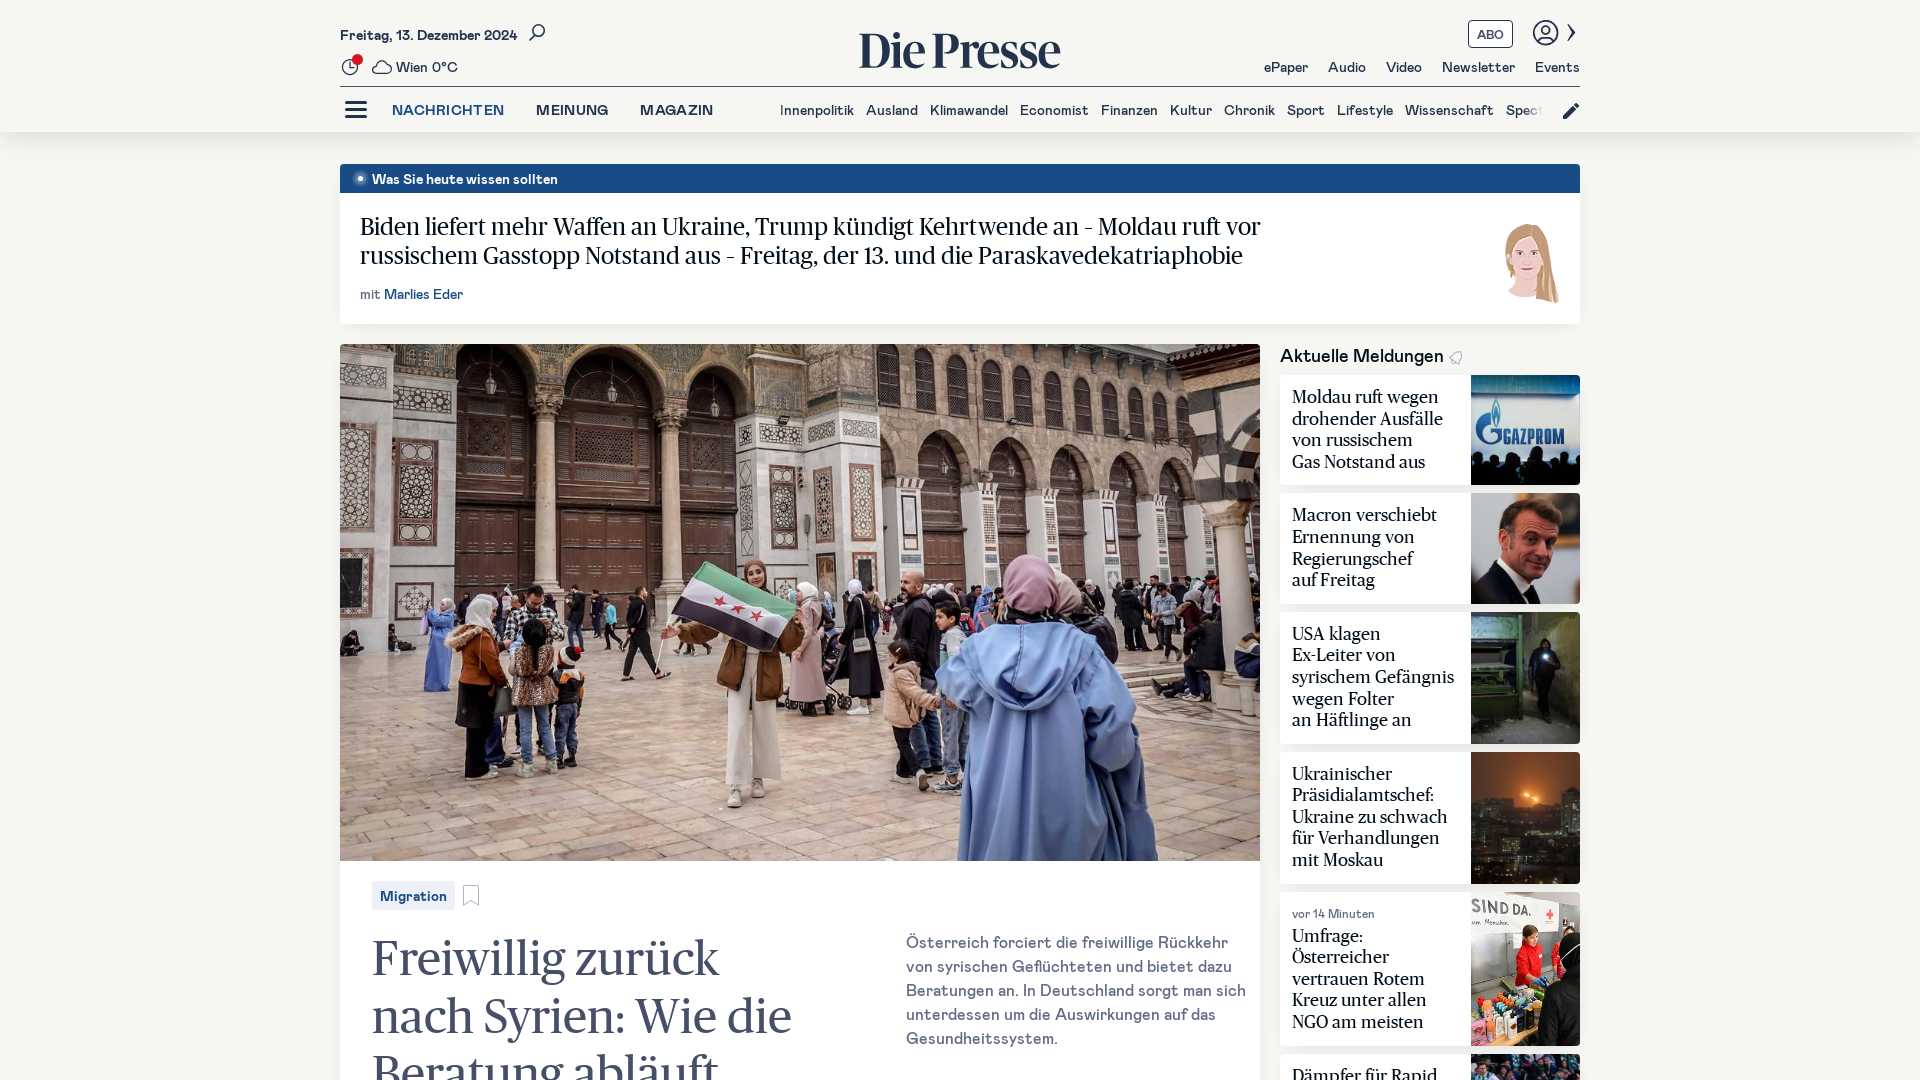 Freitag, 13. Dezember 2024
Wien 0°C
Die Presse
ABO
ePaper Audio Video Newsletter Events
NACHRICHTEN MEINUNG MAGAZIN
Innenpolitik Ausland Klimawandel Economist Finanzen Kultur Chronik Sport Lifestyle Wissenschaft Spect
Was Sie heute wissen sollten
Biden liefert mehr Waffen an Ukraine, Trump kündigt Kehrtwende an – Moldau ruft vor
russischem Gasstopp Notstand aus – Freitag, der 13. und die Paraskavedekatriaphobie
mit Marlies Eder
Migration
Freiwillig zurück
nach Syrien: Wie die
Beratung abläuft
Österreich forciert die freiwillige Rückkehr
von syrischen Geflüchteten und bietet dazu
Beratungen an. In Deutschland sorgt man sich
unterdessen um die Auswirkungen auf das
Gesundheitssystem.
Aktuelle Meldungen
Moldau ruft wegen
drohender Ausfälle
von russischem
Gas Notstand aus
GAZPROM
Macron verschiebt
Ernennung von
Regierungschef
auf Freitag
USA klagen
Ex-Leiter von
syrischem Gefängnis
wegen Folter
an Häftlinge an
Ukrainischer
Präsidialamtschef:
Ukraine zu schwach
für Verhandlungen
mit Moskau
vor 14 Minuten
Umfrage:
Österreicher
vertrauen Rotem
Kreuz unter allen
NGO am meisten
SIND DA.
Dämpfer für Rapid